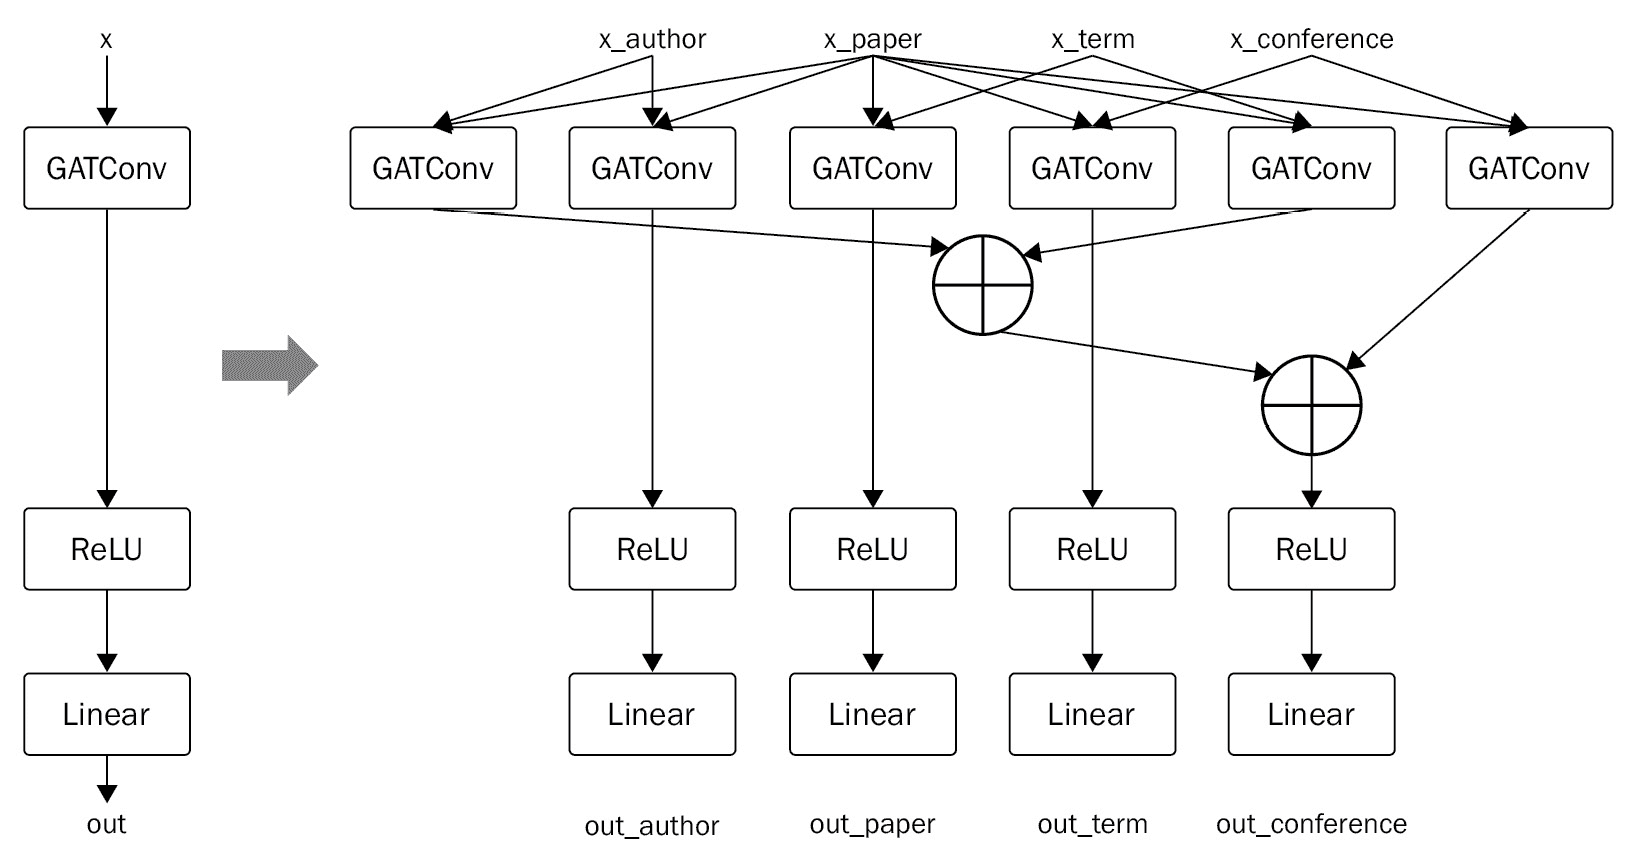 x
x_author
x_paper
x_term
x_conference
GATConv
GATConv
GATConv
GATConv
GATConv
GATConv
GATConv
ReLU
ReLU
ReLU
ReLU
ReLU
Linear
Linear
Linear
Linear
Linear
out
out_author
out_paper
out_term
out_conference